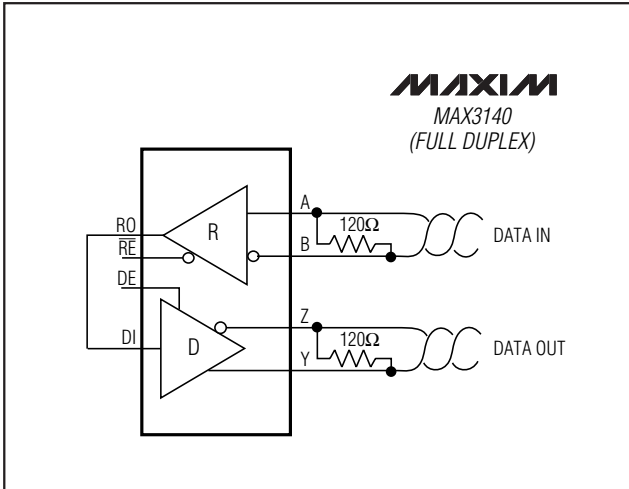 MAXIM
MAX3140
(FULL DUPLEX)
A
RO
R
120Ω
DATA IN
RE
B
DE
Z
DI
D
120Ω
DATA OUT
Y